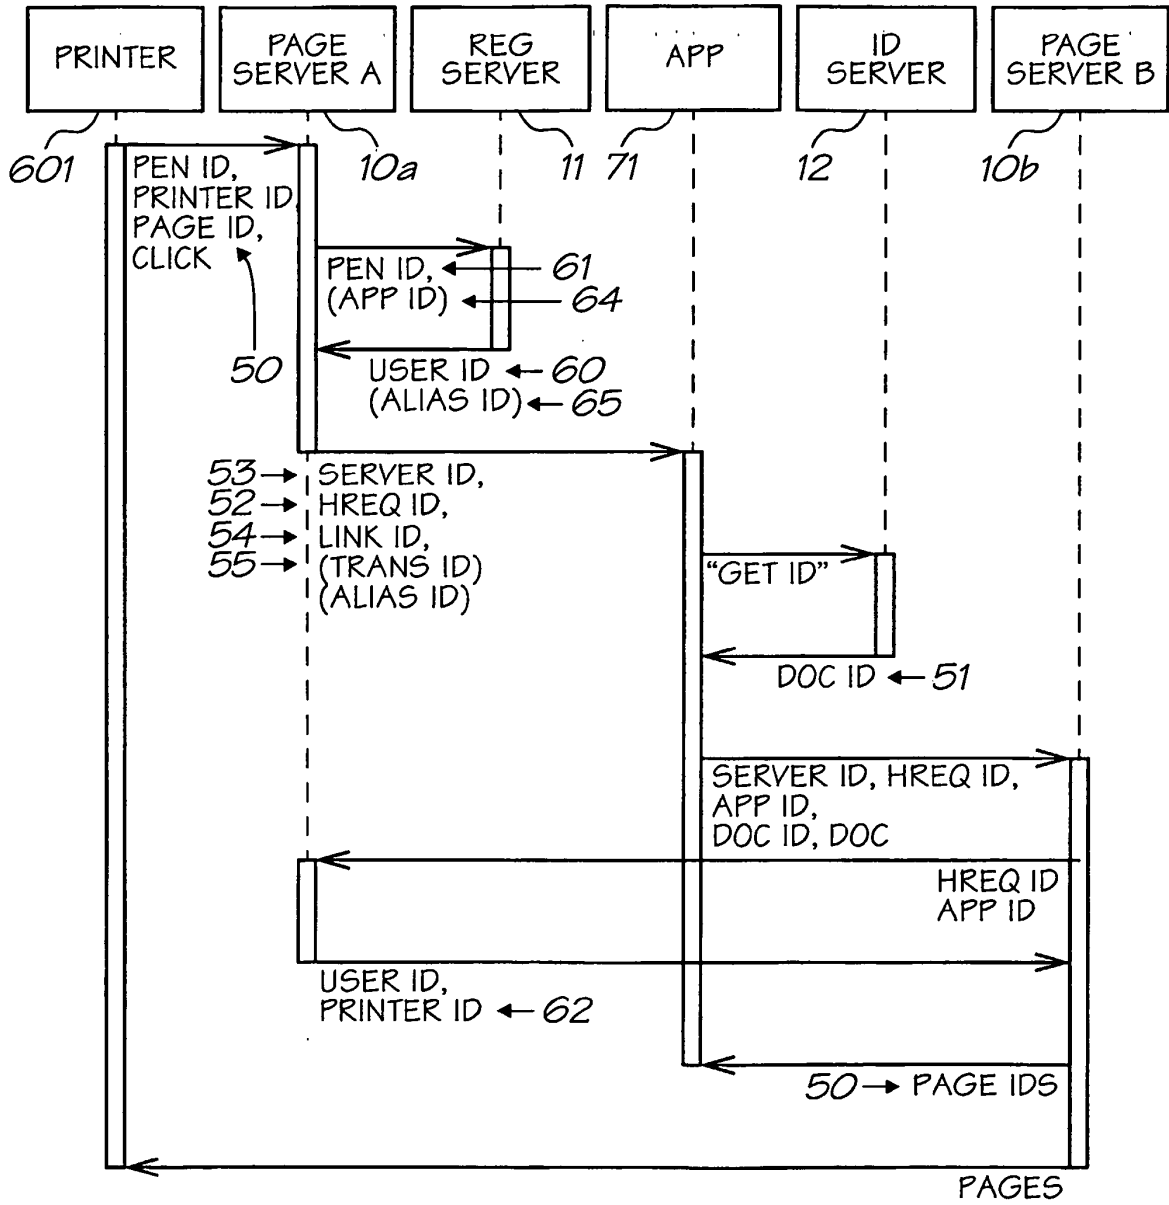 PRINTER
PAGE
SERVER A
REG
SERVER
APP
ID
SERVER
PAGE
SERVER B
601
10a
11
71
12
10b
PEN ID,
PRINTER ID
PAGE ID,
CLICK
50
PEN ID, 61
(APP ID) 64
USER ID 60
(ALIAS ID) 65
53 SERVER ID,
52 HREQ ID,
54 LINK ID,
55 (TRANS ID)
(ALIAS ID)
"GET ID"
DOC ID 51
SERVER ID, HREQ ID,
APP ID,
DOC ID, DOC
HREQ ID
APP ID
USER ID,
PRINTER ID 62
50 PAGE IDS
PAGES